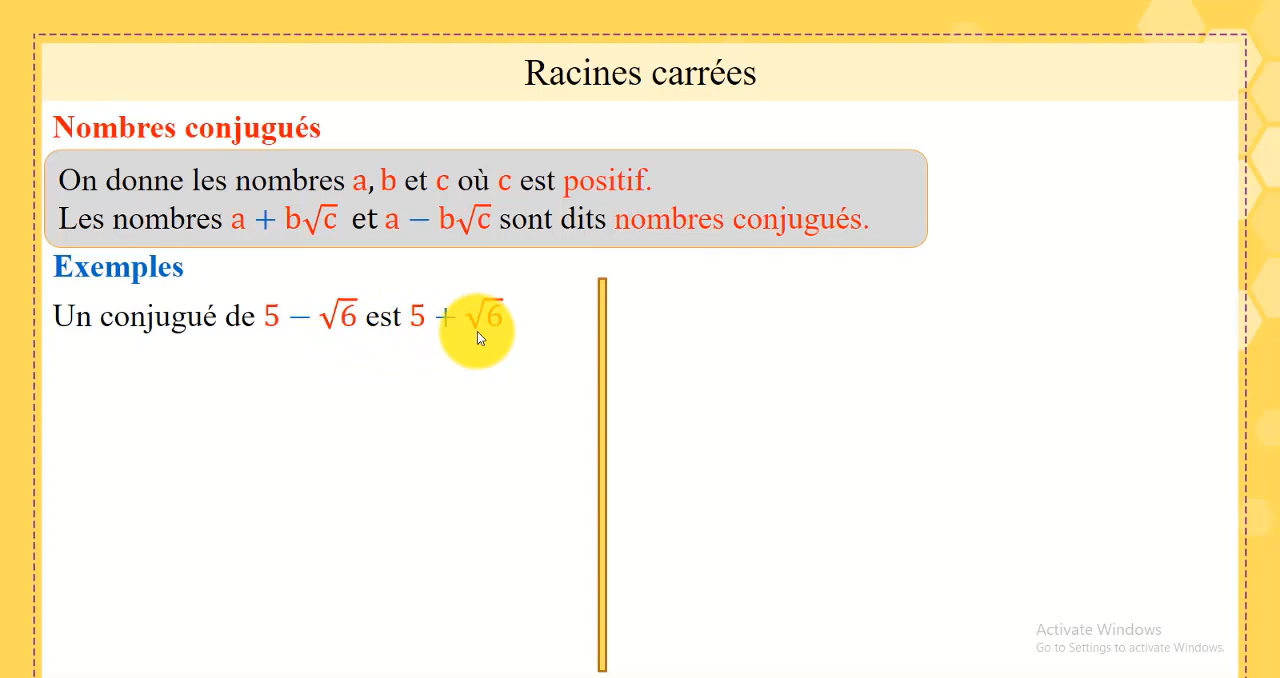 Racines carrées
Nombres conjugués
On donne les nombres a, b et c où c est positif.
Les nombres a + b√c et a − b√c sont dits nombres conjugués.
Exemples
Un conjugué de 5 − √6 est 5 + √6
Activate Windows
Go to Settings to activate Windows.